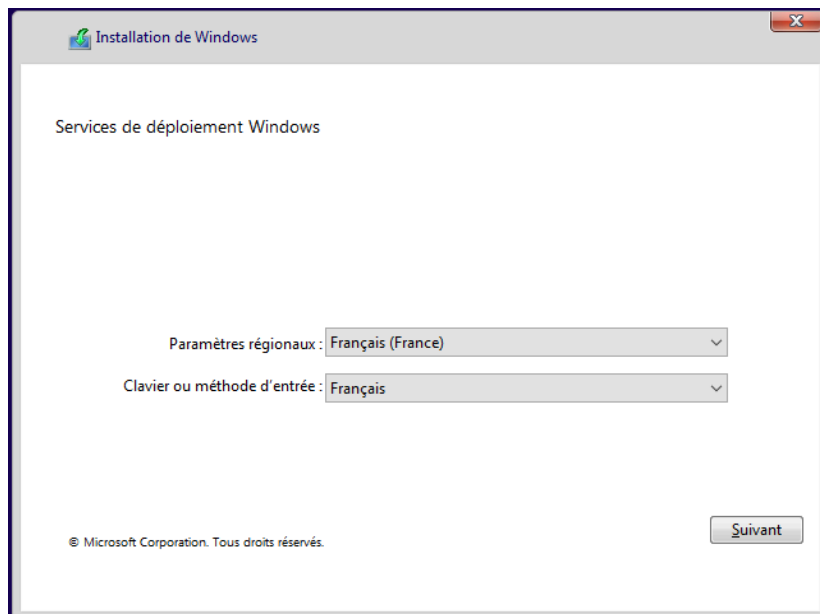 Installation de Windows
Services de déploiement Windows
Paramètres régionaux : Français (France)
Clavier ou méthode d'entrée : Français
Suivant
© Microsoft Corporation. Tous droits réservés.